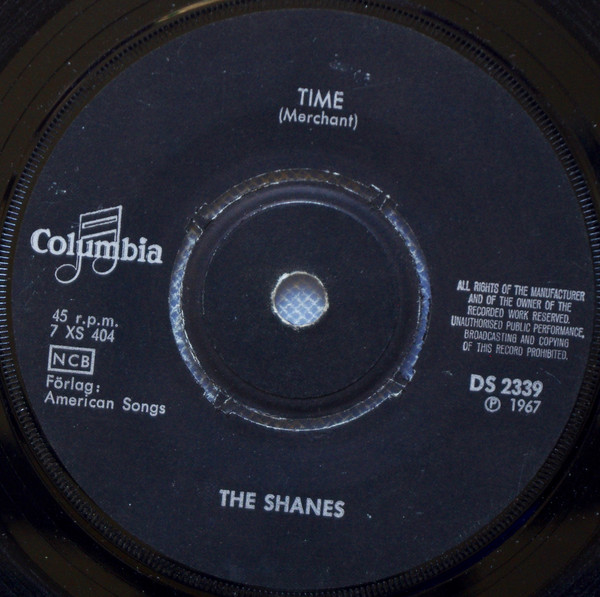 TIME
(Merchant)
Columbia
45 r.p.m.
7 XS 404
NCB
Förlag:
American Songs
ALL RIGHTS OF THE MANUFACTURER
AND OF THE OWNER OF THE
RECORDED WORK RESERVED.
UNAUTHORISED PUBLIC PERFORMANCE,
BROADCASTING AND COPYING
OF THIS RECORD PROHIBITED.
DS 2339
℗ 1967
THE SHANES